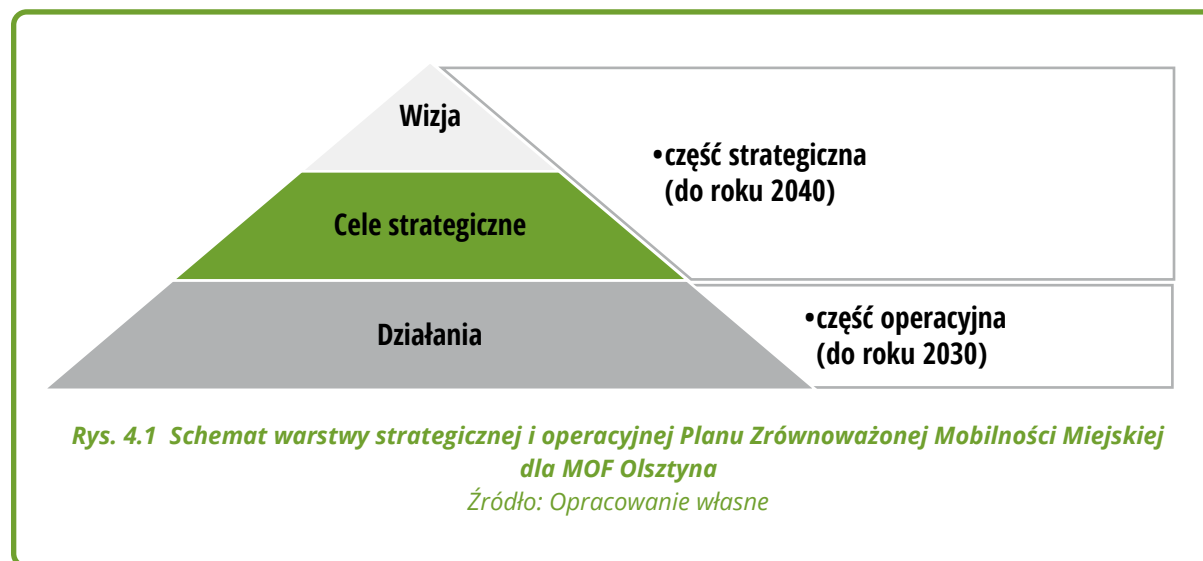 Wizja
•część strategiczna
(do roku 2040)
Cele strategiczne
Działania
•część operacyjna
(do roku 2030)
Rys. 4.1 Schemat warstwy strategicznej i operacyjnej Planu Zrównoważonej Mobilności Miejskiej
dla MOF Olsztyna
Źródło: Opracowanie własne